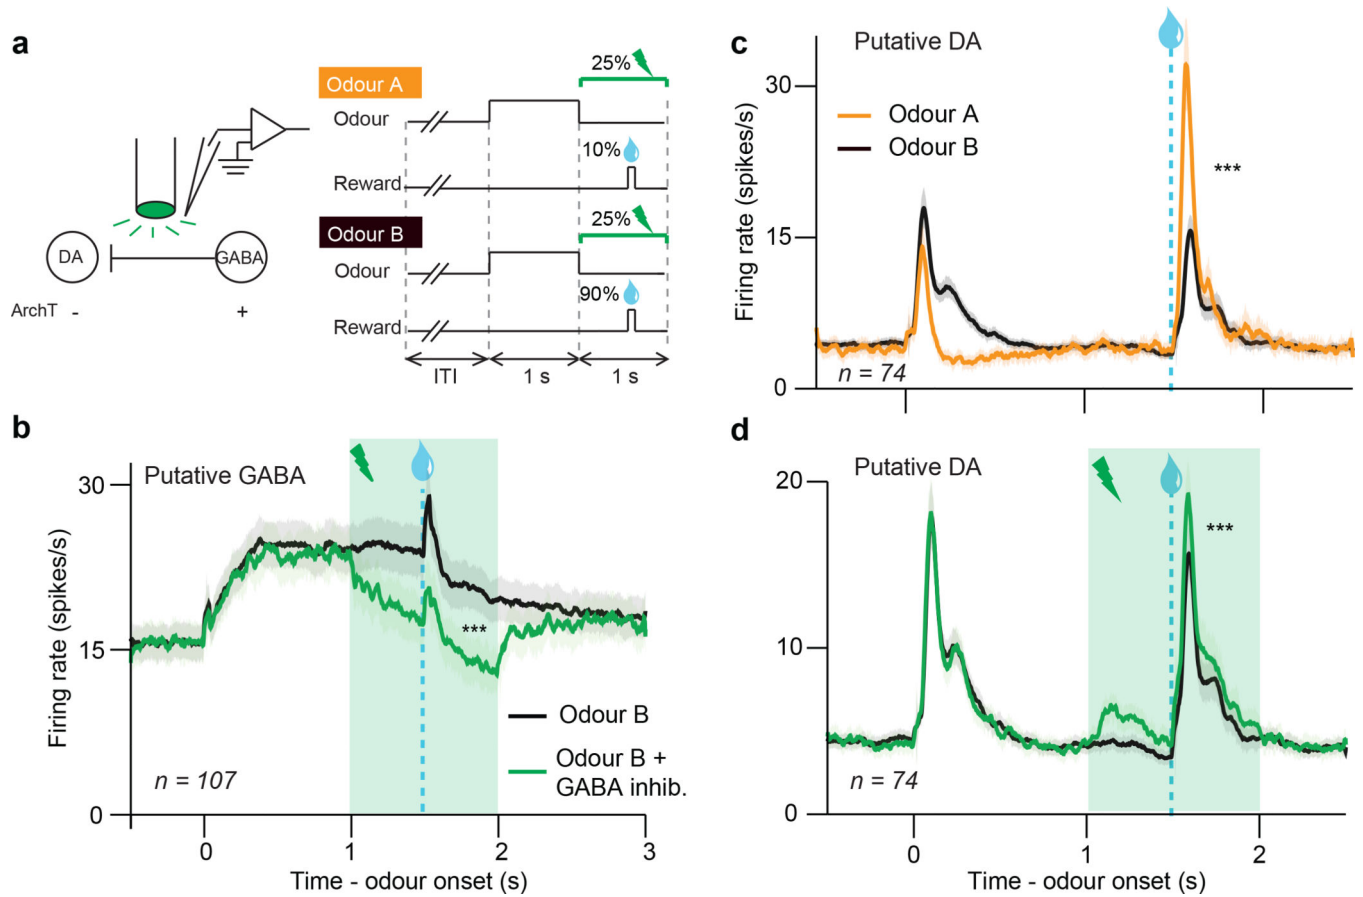 a
Odour A
25%
Odour
10%
Reward
Odour B
25%
Odour
90%
Reward
ITI 1 s 1 s
DA GABA
ArchT - +
b
Putative GABA
30
15
0
Firing rate (spikes/s)
***
Odour B
Odour B +
GABA inhib.
n = 107
0 1 2 3
Time - odour onset (s)
c
Putative DA
30
15
0
Firing rate (spikes/s)
Odour A
Odour B
***
n = 74
d
Putative DA
20
10
0
***
n = 74
0 1 2
Time - odour onset (s)